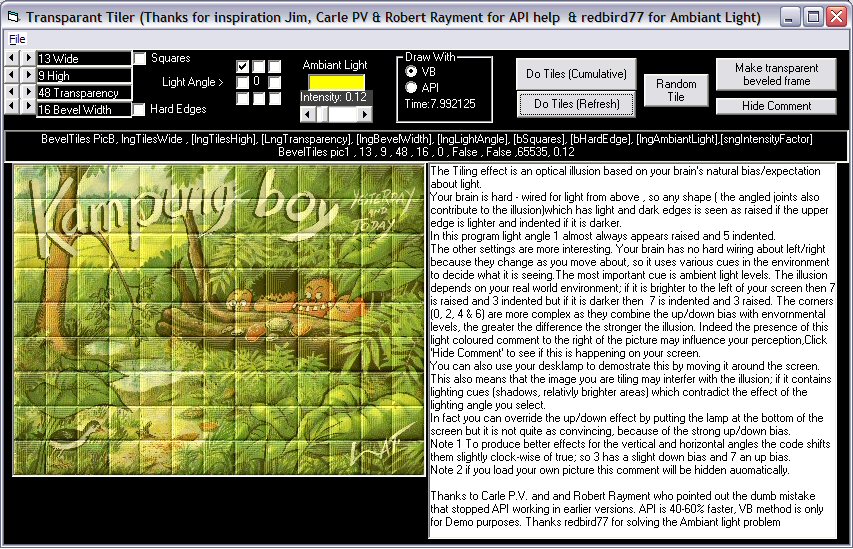 Transparant Tiler (Thanks for inspiration Jim, Carle PV & Robert Rayment for API help & redbird77 for Ambiant Light)
File
13 Wide
9 High
48 Transparency
16 Bevel Width
Squares
Light Angle >
0
Hard Edges
Ambiant Light
Intensity: 0.12
Draw With
VB
API
Time:7.992125
Do Tiles (Cumulative)
Do Tiles (Refresh)
Random
Tile
Make transparent
beveled frame
Hide Comment
BevelTiles PicB, lngTilesWide , [lngTilesHigh], [LngTransparency], [lngBevelWidth], [lngLightAngle], [bSquares], [bHardEdge], [lngAmbiantLight],[sngIntensityFactor]
BevelTiles pic1 , 13 , 9 , 48 , 16 , 0 , False , False ,65535, 0.12
Kampung boy
YESTERDAY
and
TODAY
LAT
The Tiling effect is an optical illusion based on your brain's natural bias/expectation
about light.
Your brain is hard - wired for light from above , so any shape ( the angled joints also
contribute to the illusion)which has light and dark edges is seen as raised if the upper
edge is lighter and indented if it is darker.
In this program light angle 1 almost always appears raised and 5 indented.
The other settings are more interesting. Your brain has no hard wiring about left/right
because they change as you move about, so it uses various cues in the environment
to decide what it is seeing.The most important cue is ambient light levels. The illusion
depends on your real world environment; if it is brighter to the left of your screen then 7
is raised and 3 indented but if it is darker then 7 is indented and 3 raised. The corners
(0, 2, 4 & 6) are more complex as they combine the up/down bias with envornmental
levels, the greater the difference the stronger the illusion. Indeed the presence of this
light coloured comment to the right of the picture may influence your perception,Click
'Hide Comment' to see if this is happening on your screen.
You can also use your desklamp to demostrate this by moving it around the screen.
This also means that the image you are tiling may interfer with the illusion; if it contains
lighting cues (shadows, relativly brighter areas) which contradict the effect of the
lighting angle you select.
In fact you can override the up/down effect by putting the lamp at the bottom of the
screen but it is not quite as convincing, because of the strong up/down bias.
Note 1 To produce better effects for the vertical and horizontal angles the code shifts
them slightly clock-wise of true; so 3 has a slight down bias and 7 an up bias.
Note 2 if you load your own picture this comment will be hidden auomatically.
Thanks to Carle P.V. and and Robert Rayment who pointed out the dumb mistake
that stopped API working in earlier versions. API is 40-60% faster, VB method is only
for Demo purposes. Thanks redbird77 for solving the Ambiant light problem